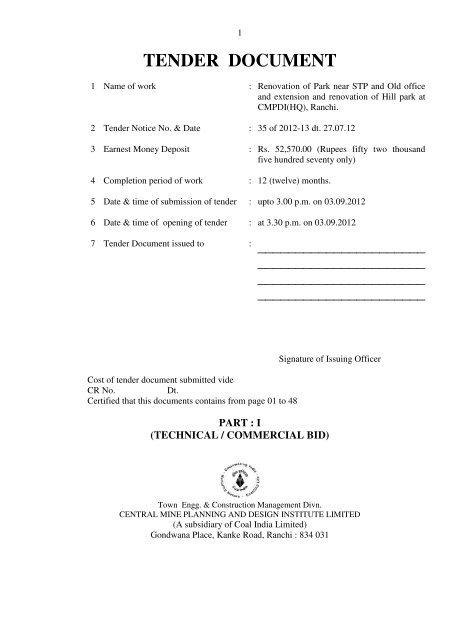 1
TENDER DOCUMENT
1 Name of work : Renovation of Park near STP and Old office
and extension and renovation of Hill park at
CMPDI(HQ), Ranchi.
2 Tender Notice No. & Date : 35 of 2012-13 dt. 27.07.12
3 Earnest Money Deposit : Rs. 52,570.00 (Rupees fifty two thousand
five hundred seventy only)
4 Completion period of work : 12 (twelve) months.
5 Date & time of submission of tender : upto 3.00 p.m. on 03.09.2012
6 Date & time of opening of tender : at 3.30 p.m. on 03.09.2012
7 Tender Document issued to :
Signature of Issuing Officer
Cost of tender document submitted vide
CR No. Dt.
Certified that this documents contains from page 01 to 48
PART : I
(TECHNICAL / COMMERCIAL BID)
Town Engg. & Construction Management Divn.
CENTRAL MINE PLANNING AND DESIGN INSTITUTE LIMITED
(A subsidiary of Coal India Limited)
Gondwana Place, Kanke Road, Ranchi : 834 031